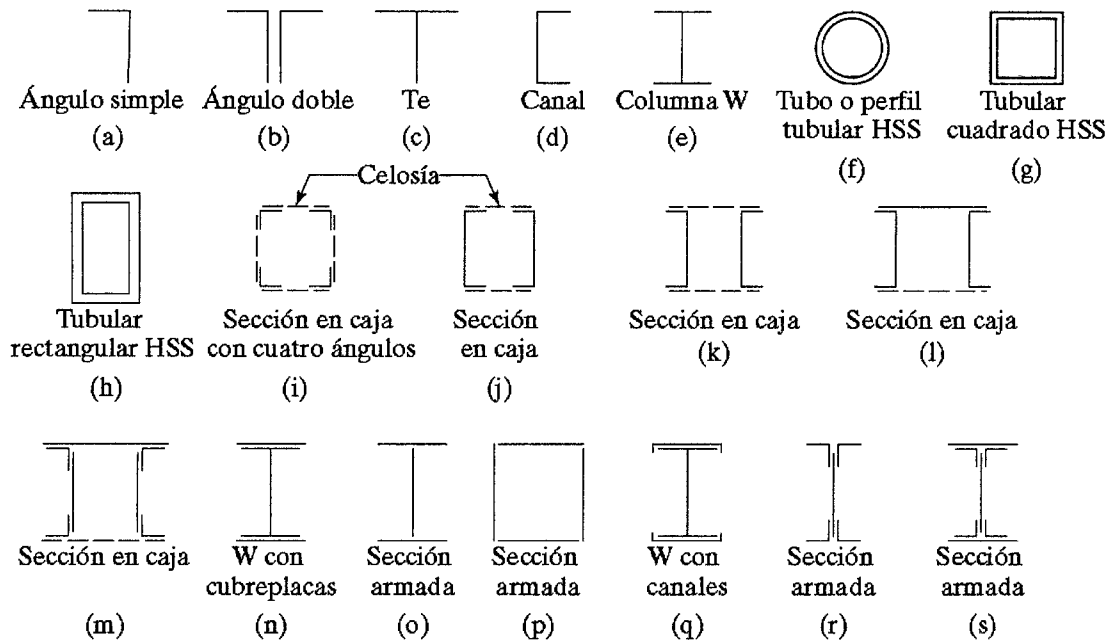 Ángulo simple
(a)
Ángulo doble
(b)
Te
(c)
Canal
(d)
Columna W
(e)
Tubo o perfil
tubular HSS
(f)
Tubular
cuadrado HSS
(g)
Celosía
Tubular
rectangular HSS
(h)
Sección en caja
con cuatro ángulos
(i)
Sección
en caja
(j)
Sección en caja
(k)
Sección en caja
(l)
Sección en caja
(m)
W con
cubreplacas
(n)
Sección
armada
(o)
Sección
armada
(p)
W con
canales
(q)
Sección
armada
(r)
Sección
armada
(s)